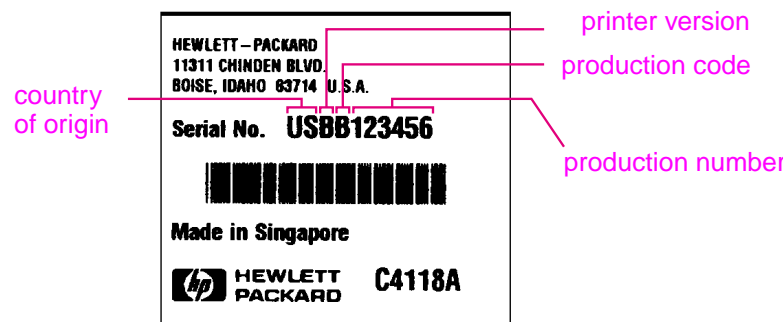 printer version
HEWLETT–PACKARD
11311 CHINDEN BLVD.
production code
BOISE, IDAHO 83714 U.S.A.
country
of origin
Serial No. USBB123456
production number
Made in Singapore
hp HEWLETT
PACKARD
C4118A